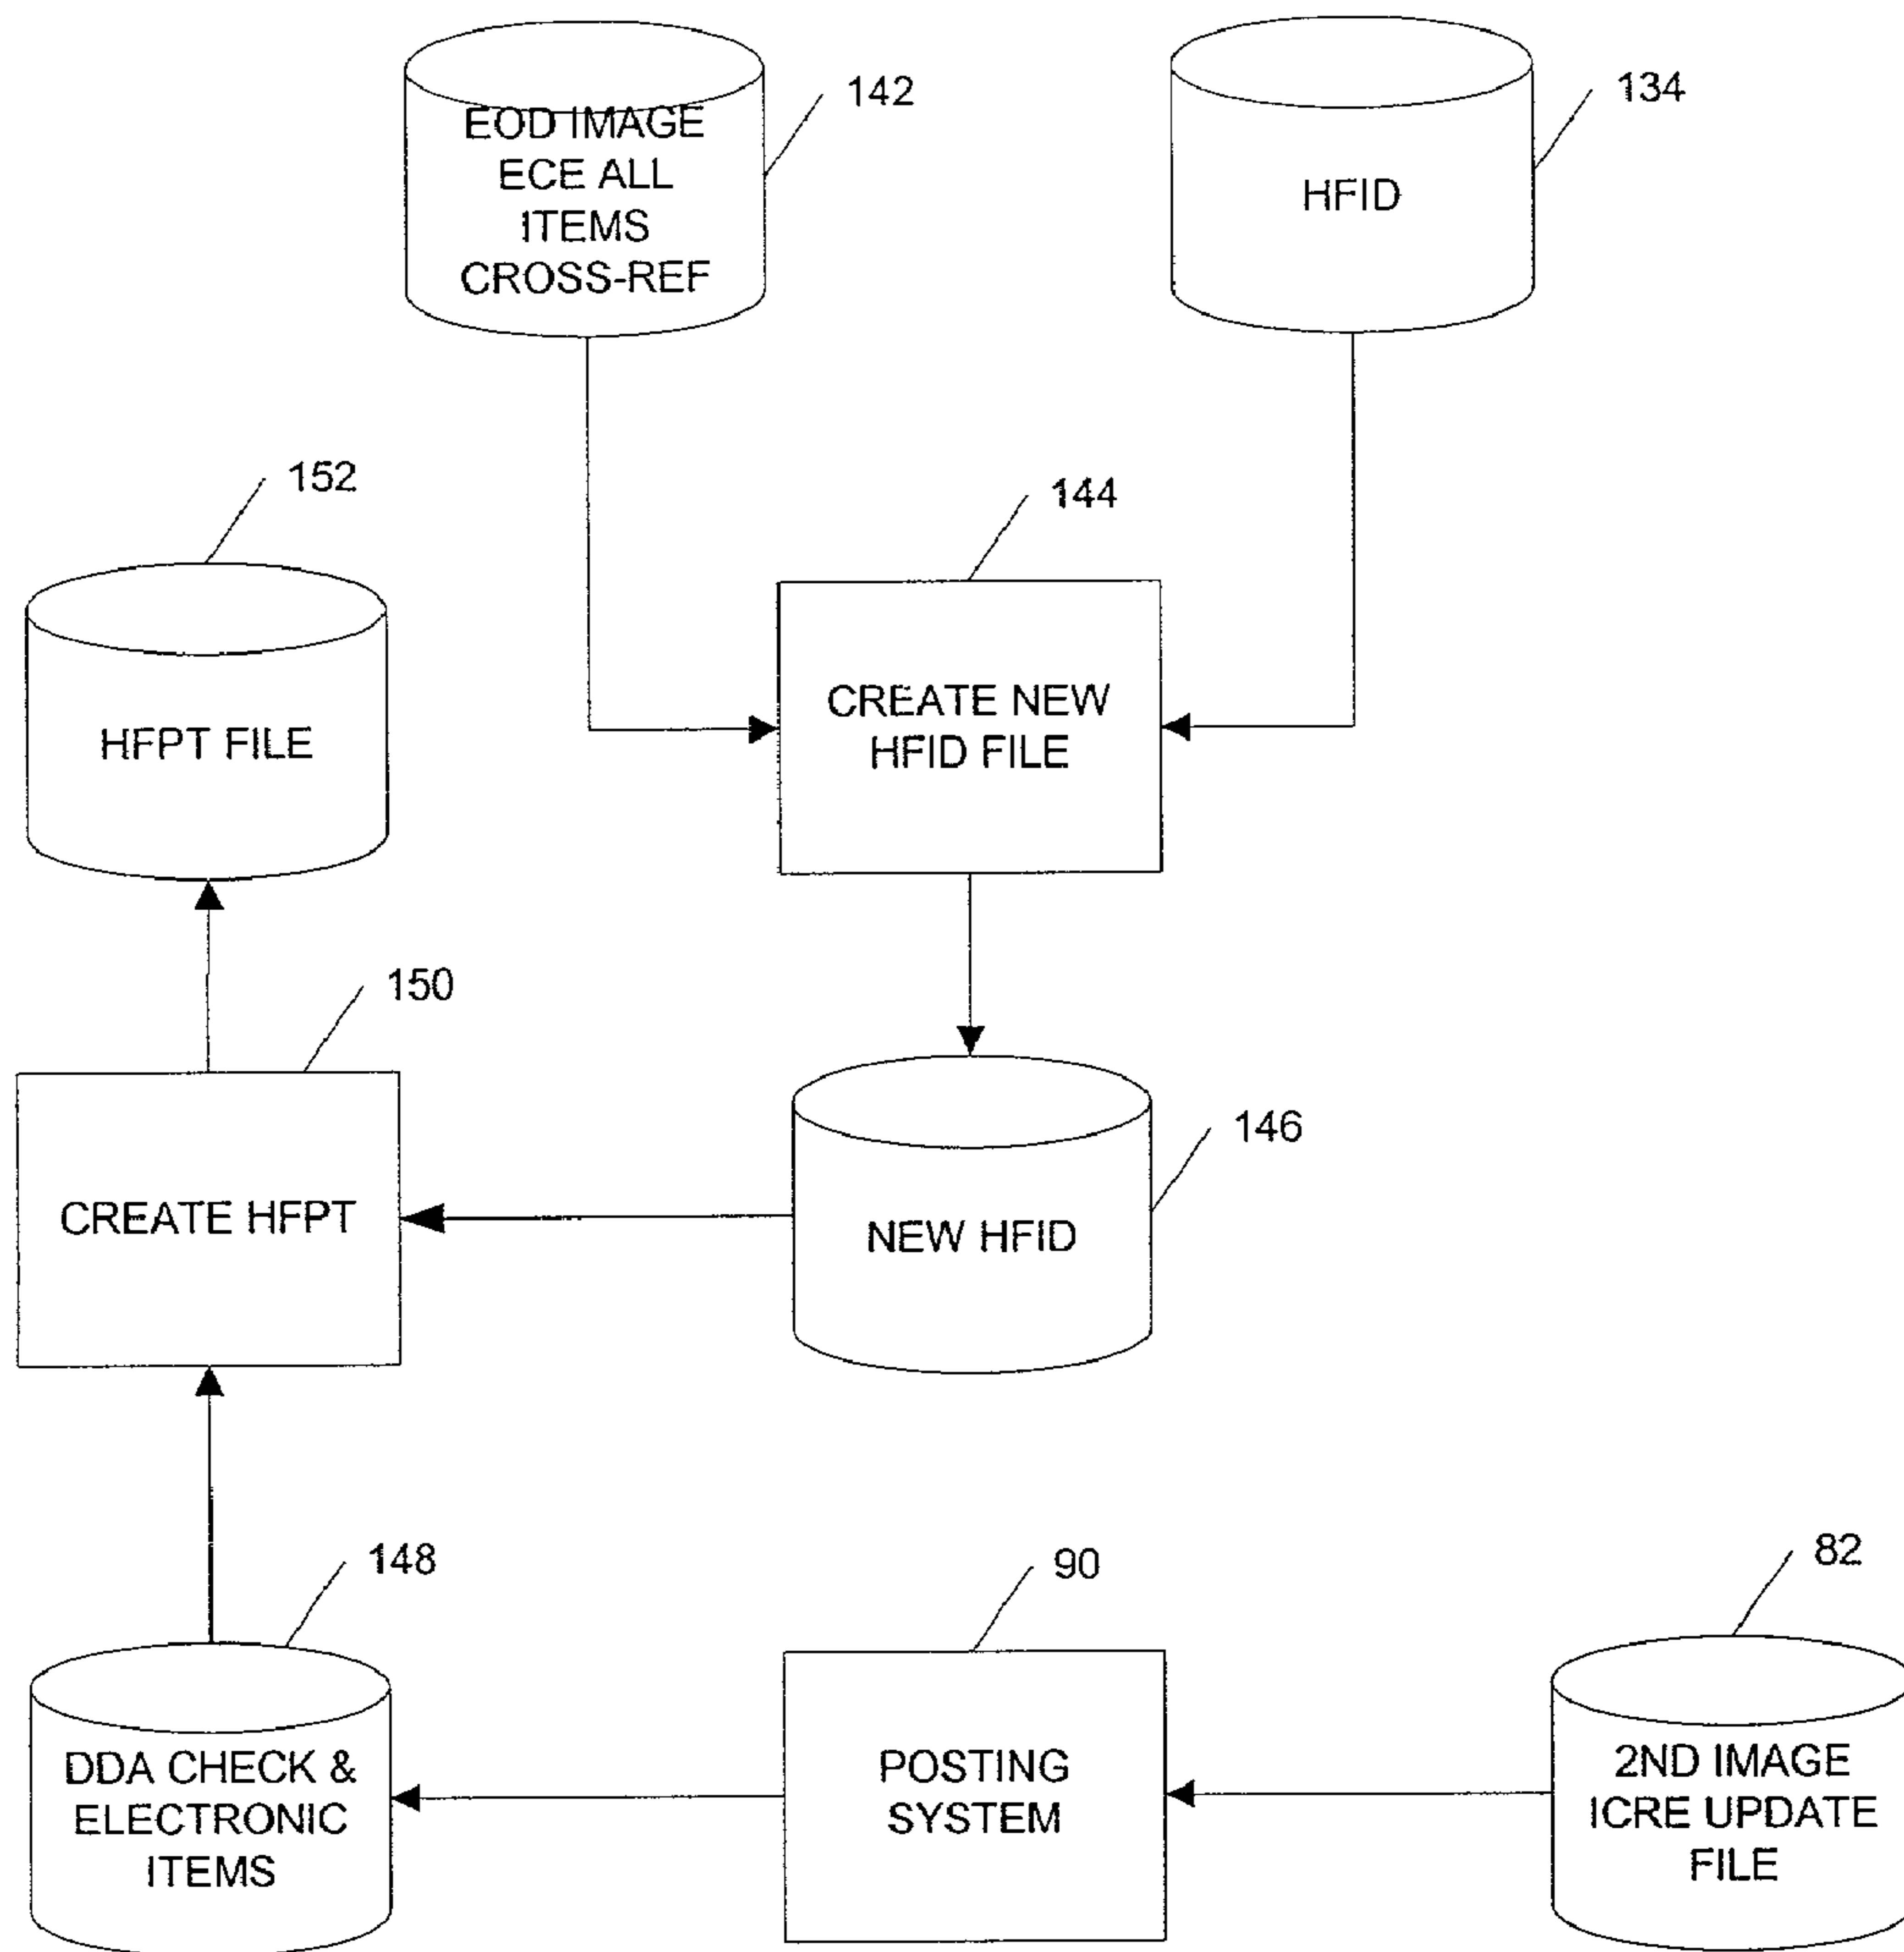 EOD IMAGE
ECE ALL
ITEMS
CROSS-REF
142
HFID
134
152
HFPT FILE
144
CREATE NEW
HFID FILE
150
CREATE HFPT
146
NEW HFID
148
DDA CHECK &
ELECTRONIC
ITEMS
90
POSTING
SYSTEM
82
2ND IMAGE
ICRE UPDATE
FILE